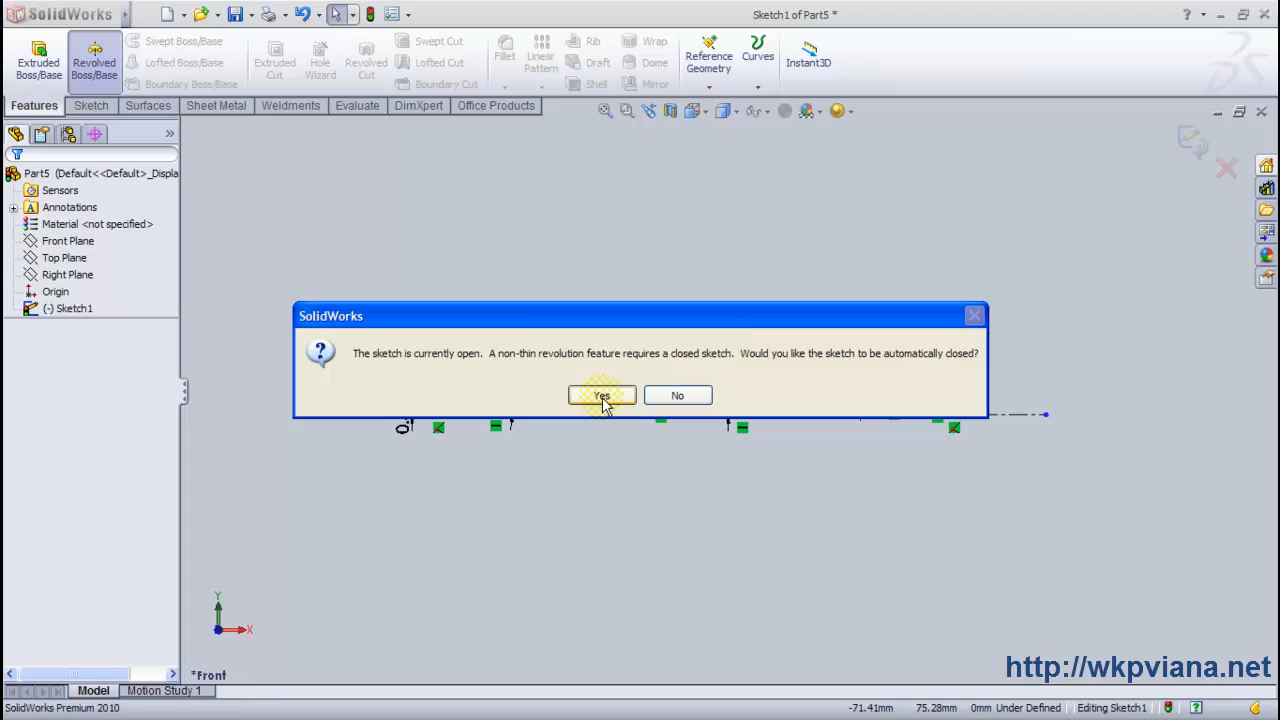 SolidWorks
Sketch1 of Part5 *
Extruded Boss/Base
Revolved Boss/Base
Swept Boss/Base
Lofted Boss/Base
Boundary Boss/Base
Extruded Cut
Hole Wizard
Revolved Cut
Swept Cut
Lofted Cut
Boundary Cut
Fillet
Linear Pattern
Rib
Draft
Shell
Wrap
Dome
Mirror
Reference Geometry
Curves
Instant3D
Features
Sketch
Surfaces
Sheet Metal
Weldments
Evaluate
DimXpert
Office Products
Part5 (Default<<Default>_Displa
Sensors
Annotations
Material <not specified>
Front Plane
Top Plane
Right Plane
Origin
(-) Sketch1
SolidWorks
The sketch is currently open. A non-thin revolution feature requires a closed sketch. Would you like the sketch to be automatically closed?
Yes
No
Y
X
*Front
http://wkpviana.net
Model
Motion Study 1
SolidWorks Premium 2010
-71.41mm
75.28mm
0mm
Under Defined
Editing Sketch1